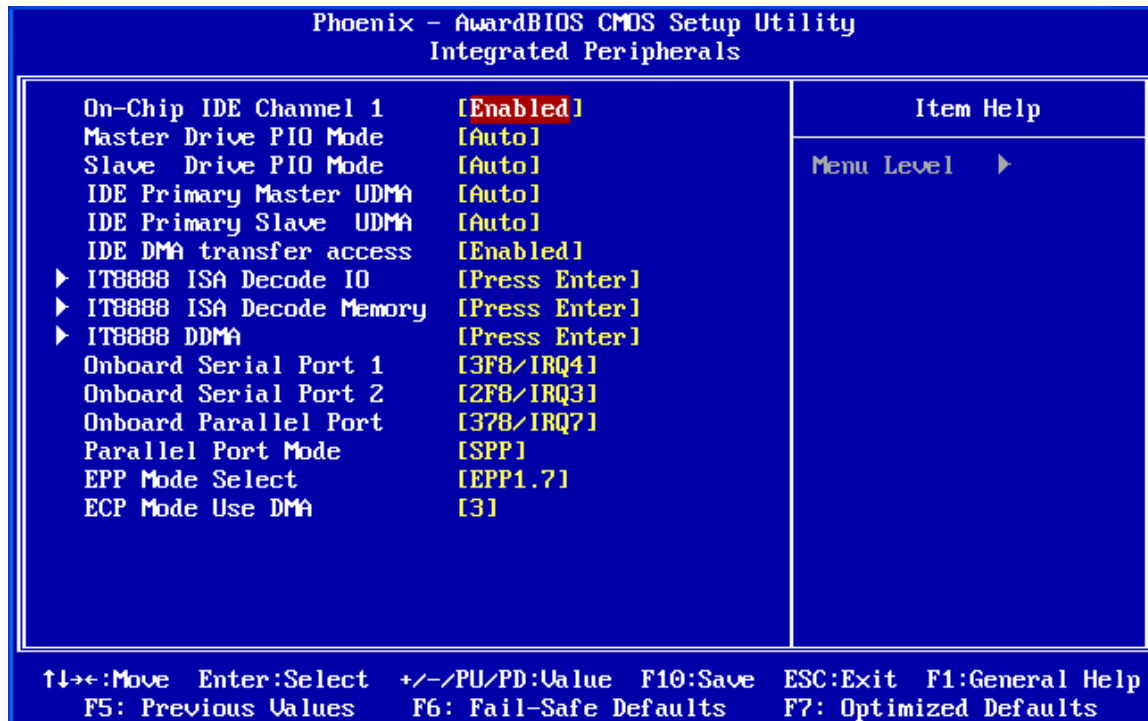 Phoenix - AwardBIOS CMOS Setup Utility
Integrated Peripherals
On-Chip IDE Channel 1 [Enabled]
Master Drive PIO Mode [Auto]
Slave Drive PIO Mode [Auto]
IDE Primary Master UDMA [Auto]
IDE Primary Slave UDMA [Auto]
IDE DMA transfer access [Enabled]
IT8888 ISA Decode IO [Press Enter]
IT8888 ISA Decode Memory [Press Enter]
IT8888 DDMA [Press Enter]
Onboard Serial Port 1 [3F8/IRQ4]
Onboard Serial Port 2 [2F8/IRQ3]
Onboard Parallel Port [378/IRQ7]
Parallel Port Mode [SPP]
EPP Mode Select [EPP1.7]
ECP Mode Use DMA [3]
Item Help
Menu Level
↑↓→←:Move Enter:Select +/-/PU/PD:Value F10:Save ESC:Exit F1:General Help
F5: Previous Values F6: Fail-Safe Defaults F7: Optimized Defaults